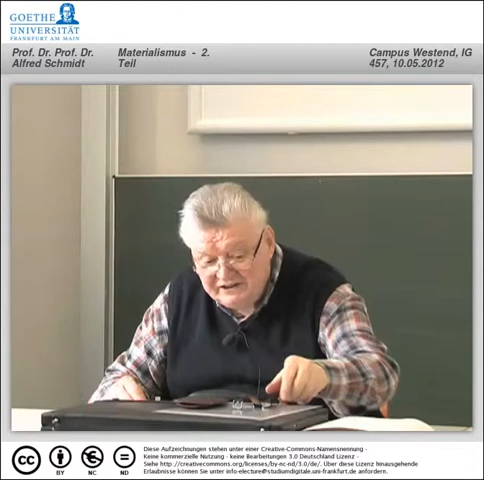 GOETHE
UNIVERSITÄT
FRANKFURT AM MAIN
Prof. Dr. Prof. Dr. Materialismus - 2. Campus Westend, IG
Alfred Schmidt Teil 457, 10.05.2012
cc BY NC ND
Diese Aufzeichnungen stehen unter einer Creative-Commons-Namensnennung -
Keine kommerzielle Nutzung - keine Bearbeitungen 3.0 Deutschland Lizenz -
Siehe http://creativecommons.org/licenses/by-nc-nd/3.0/de/. Über diese Lizenz hinausgehende
Erlaubnisse können Sie unter info-electure@studiumdigitale.uni-frankfurt.de anfordern.